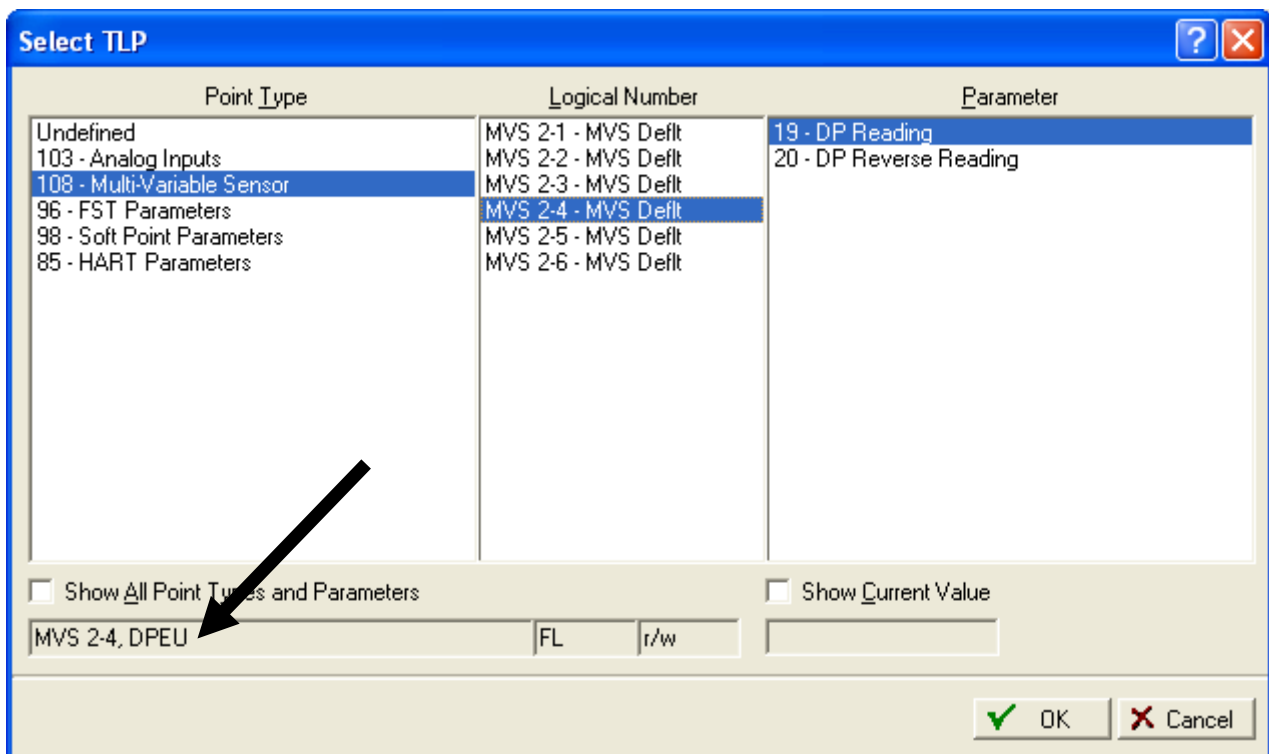 Select TLP
Point Type
Logical Number
Parameter
Undefined
103 - Analog Inputs
108 - Multi-Variable Sensor
96 - FST Parameters
98 - Soft Point Parameters
85 - HART Parameters
MVS 2-1 - MVS Deflt
MVS 2-2 - MVS Deflt
MVS 2-3 - MVS Deflt
MVS 2-4 - MVS Deflt
MVS 2-5 - MVS Deflt
MVS 2-6 - MVS Deflt
19 - DP Reading
20 - DP Reverse Reading
Show All Point Types and Parameters
Show Current Value
MVS 2-4, DPEU
FL
r/w
OK
Cancel